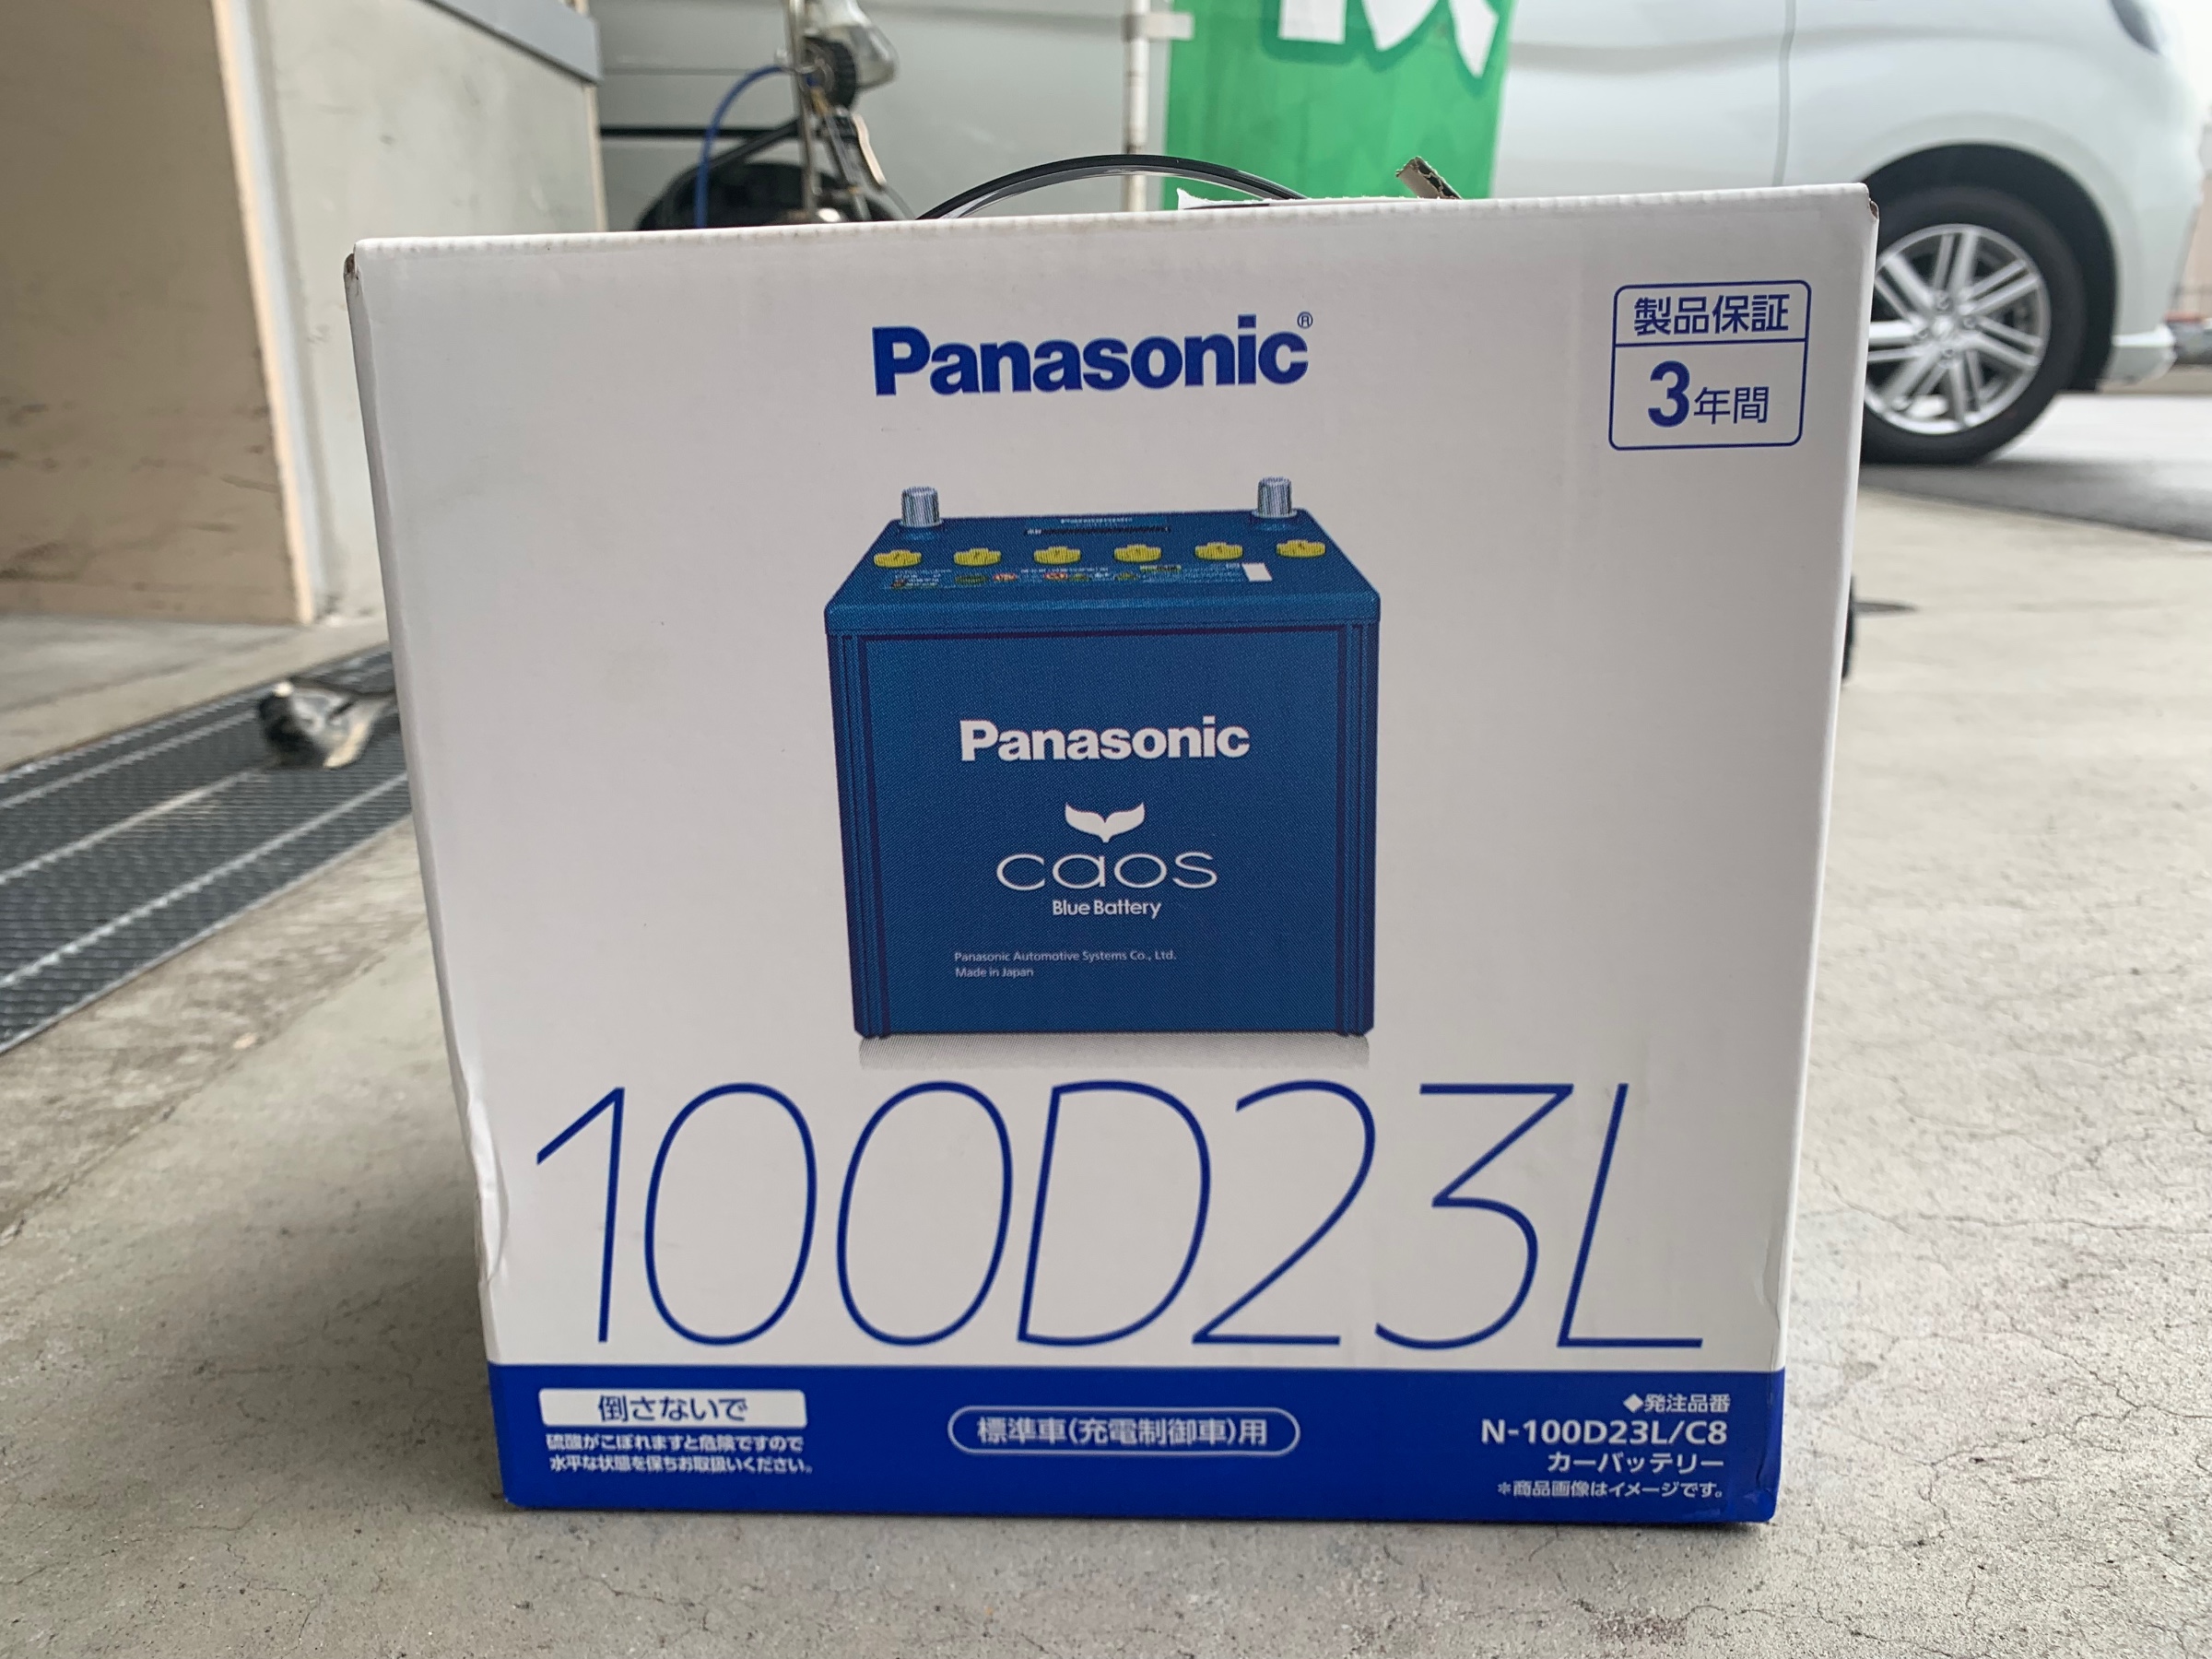 Panasonic®
製品保証
3年間
Panasonic
Panasonic
caos
Blue Battery
Panasonic Automotive Systems Co., Ltd.
Made in Japan
100D23L
倒さないで
硫酸がこぼれますと危険ですので
水平な状態を保ちお取扱いください。
標準車(充電制御車)用
◆発注品番
N-100D23L/C8
カーバッテリー
*商品画像はイメージです。